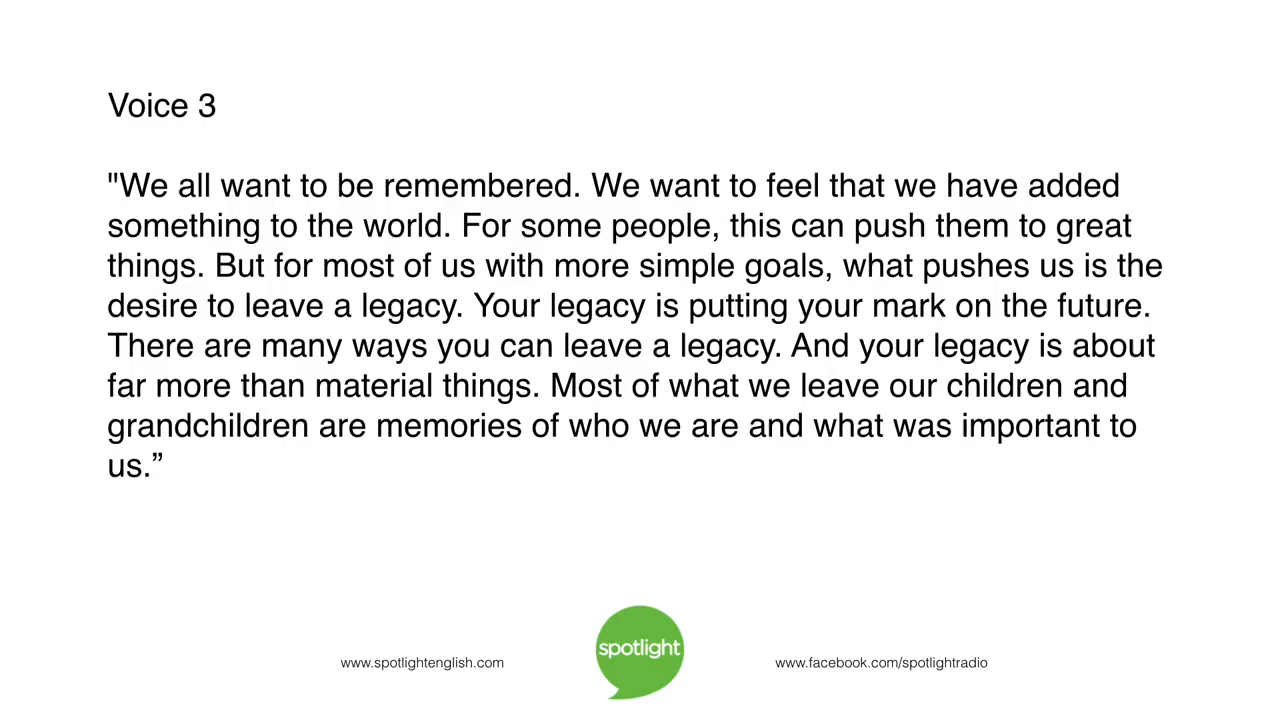 Voice 3
"We all want to be remembered. We want to feel that we have added
something to the world. For some people, this can push them to great
things. But for most of us with more simple goals, what pushes us is the
desire to leave a legacy. Your legacy is putting your mark on the future.
There are many ways you can leave a legacy. And your legacy is about
far more than material things. Most of what we leave our children and
grandchildren are memories of who we are and what was important to
us.”
www.spotlightenglish.com
spotlight
www.facebook.com/spotlightradio